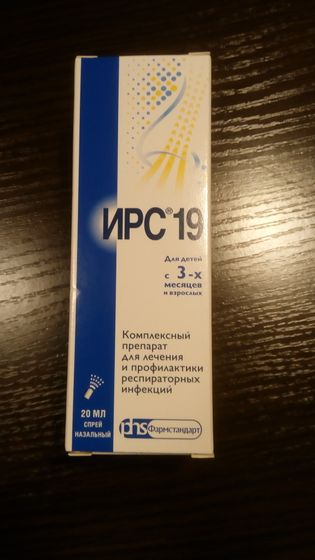 ИРС® 19
Для детей
с 3-х
месяцев
и взрослых
Комплексный
препарат
для лечения
и профилактики
респираторных
инфекций
20 МЛ
СПРЕЙ
НАЗАЛЬНЫЙ
phs Фармстандарт